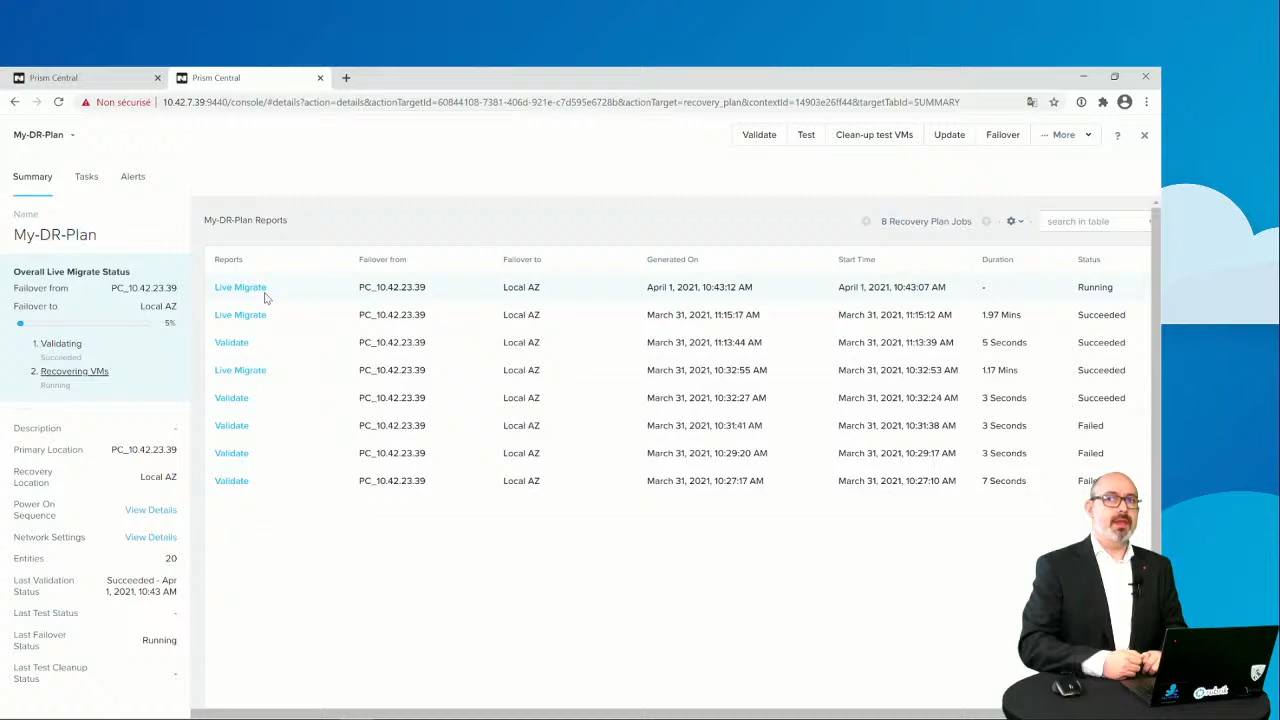 Prism Central
Prism Central
Non sécurisé
10.42.7.39:9440/console/#details?action=details&actionTargetId=60844108-7381-406d-921e-c7d595e6728b&actionTarget=recovery_plan&contextId=14903e26ff44&targetTabId=SUMMARY
My-DR-Plan
Validate
Test
Clean-up test VMs
Update
Failover
··· More
?
Summary
Tasks
Alerts
Name
My-DR-Plan
Overall Live Migrate Status
Failover from PC_10.42.23.39
Failover to Local AZ
5%
1. Validating
Succeeded
2. Recovering VMs
Running
Description -
Primary Location PC_10.42.23.39
Recovery Location Local AZ
Power On Sequence View Details
Network Settings View Details
Entities 20
Last Validation Status Succeeded - Apr 1, 2021, 10:43 AM
Last Test Status -
Last Failover Status Running
Last Test Cleanup Status -
My-DR-Plan Reports
8 Recovery Plan Jobs
search in table
Reports Failover from Failover to Generated On Start Time Duration Status
Live Migrate PC_10.42.23.39 Local AZ April 1, 2021, 10:43:12 AM April 1, 2021, 10:43:07 AM - Running
Live Migrate PC_10.42.23.39 Local AZ March 31, 2021, 11:15:17 AM March 31, 2021, 11:15:12 AM 1.97 Mins Succeeded
Validate PC_10.42.23.39 Local AZ March 31, 2021, 11:13:44 AM March 31, 2021, 11:13:39 AM 5 Seconds Succeeded
Live Migrate PC_10.42.23.39 Local AZ March 31, 2021, 10:32:55 AM March 31, 2021, 10:32:53 AM 1.17 Mins Succeeded
Validate PC_10.42.23.39 Local AZ March 31, 2021, 10:32:27 AM March 31, 2021, 10:32:24 AM 3 Seconds Succeeded
Validate PC_10.42.23.39 Local AZ March 31, 2021, 10:31:41 AM March 31, 2021, 10:31:38 AM 3 Seconds Failed
Validate PC_10.42.23.39 Local AZ March 31, 2021, 10:29:20 AM March 31, 2021, 10:29:17 AM 3 Seconds Failed
Validate PC_10.42.23.39 Local AZ March 31, 2021, 10:27:17 AM March 31, 2021, 10:27:10 AM 7 Seconds
rubrik